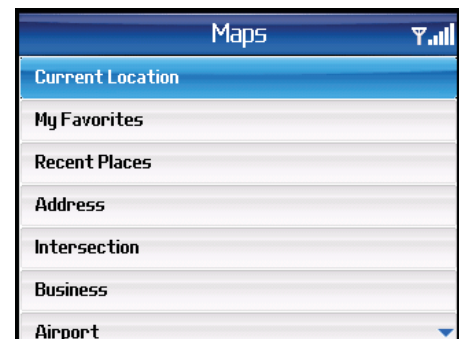 Maps
Current Location
My Favorites
Recent Places
Address
Intersection
Business
Airport